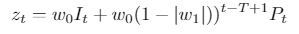 z_t = w_0 I_t + w_0(1 − |w_1|))^{t−T+1} P_t